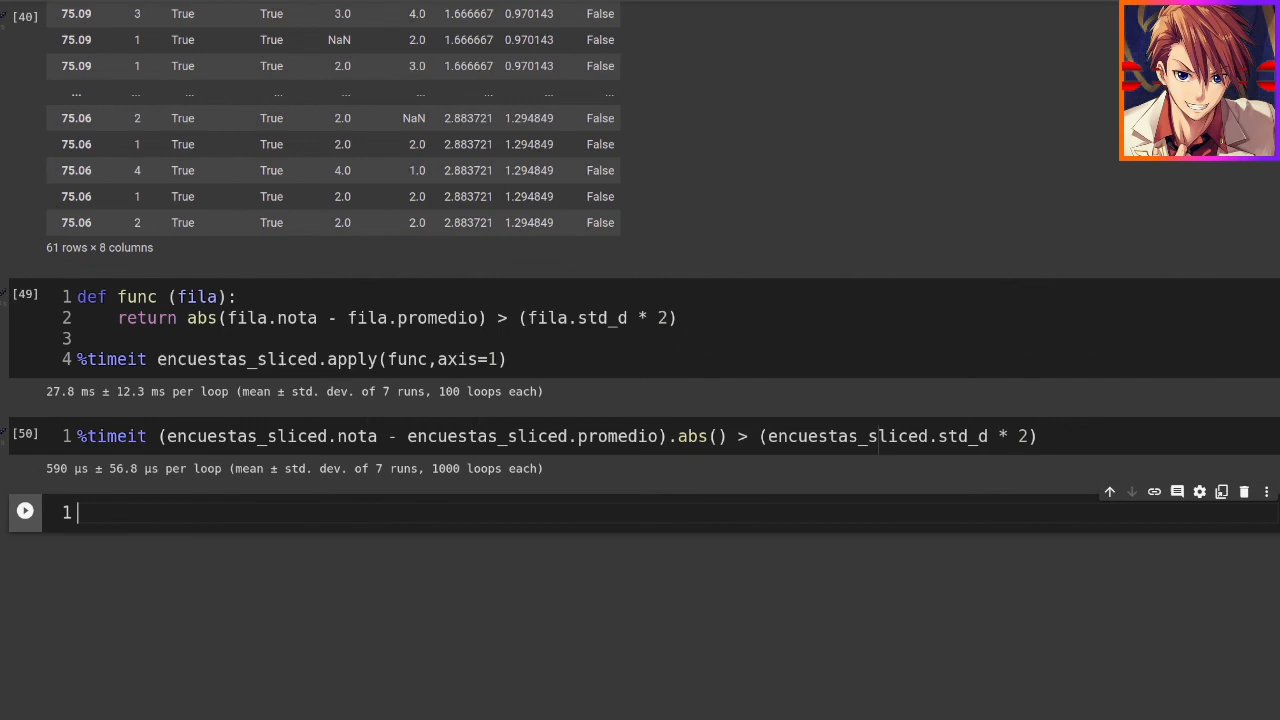 [40]
75.09 3 True True 3.0 4.0 1.666667 0.970143 False
75.09 1 True True NaN 2.0 1.666667 0.970143 False
75.09 1 True True 2.0 3.0 1.666667 0.970143 False
... ... ... ... ... ... ... ... ...
75.06 2 True True 2.0 NaN 2.883721 1.294849 False
75.06 1 True True 2.0 2.0 2.883721 1.294849 False
75.06 4 True True 4.0 1.0 2.883721 1.294849 False
75.06 1 True True 2.0 2.0 2.883721 1.294849 False
75.06 2 True True 2.0 2.0 2.883721 1.294849 False
61 rows × 8 columns
[49] 1 def func (fila):
2 return abs(fila.nota - fila.promedio) > (fila.std_d * 2)
3
4 %timeit encuestas_sliced.apply(func,axis=1)
27.8 ms ± 12.3 ms per loop (mean ± std. dev. of 7 runs, 100 loops each)
[50] 1 %timeit (encuestas_sliced.nota - encuestas_sliced.promedio).abs() > (encuestas_sliced.std_d * 2)
590 µs ± 56.8 µs per loop (mean ± std. dev. of 7 runs, 1000 loops each)
1